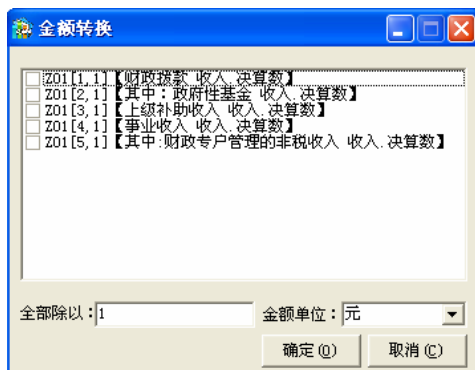 金额转换
Z01[1,1]【财政拨款 收入.决算数】
Z01[2,1]【其中：政府性基金 收入.决算数】
Z01[3,1]【上级补助收入 收入.决算数】
Z01[4,1]【事业收入 收入.决算数】
Z01[5,1]【其中:财政专户管理的非税收入 收入.决算数】
全部除以：1 金额单位：元
确定(O) 取消(C)